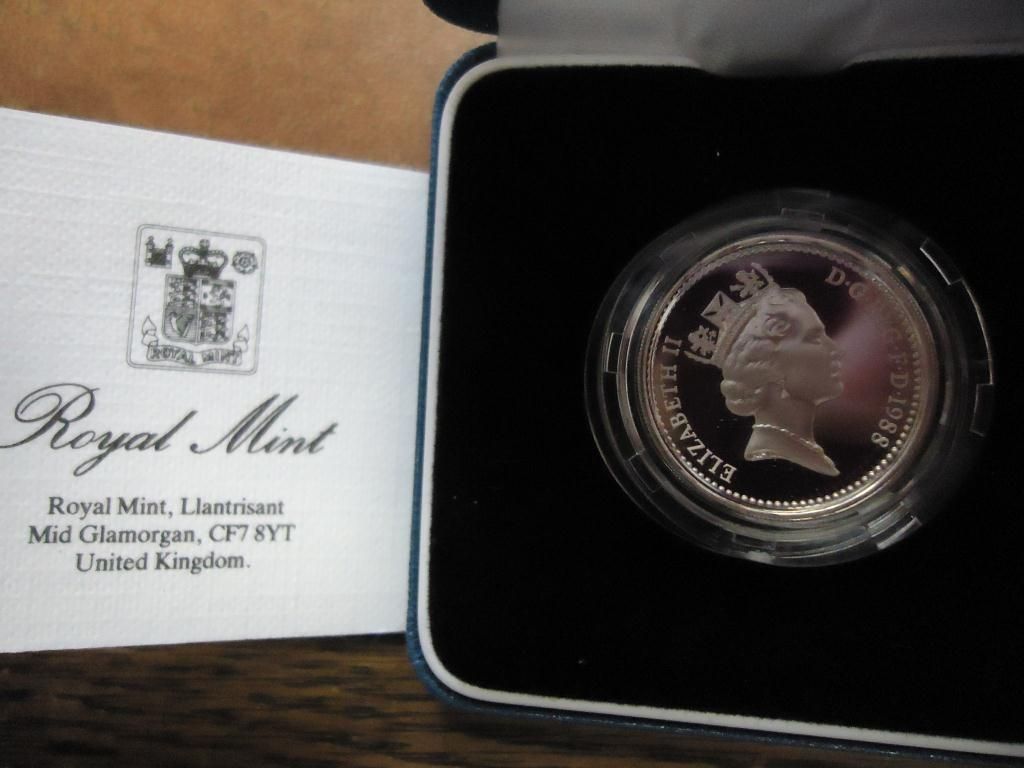 ROYAL MINT
Royal Mint
Royal Mint, Llantrisant
Mid Glamorgan, CF7 8YT
United Kingdom.
ELIZABETH II
D·G
F·D·1988